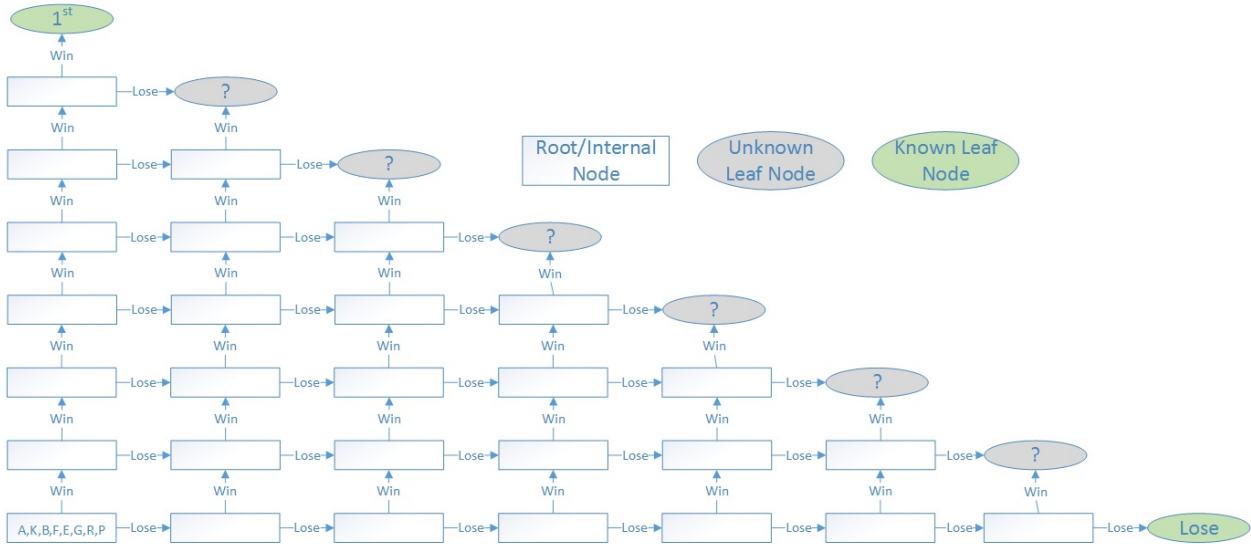 1st
Win
Lose ?
Win Win
Root/Internal
Node
Unknown
Leaf Node
Known Leaf
Node
Lose Lose ?
Win Win Win
Lose Lose Lose ?
Win Win Win Win
Lose Lose Lose Lose ?
Win Win Win Win Win
Lose Lose Lose Lose Lose ?
Win Win Win Win Win Win
Lose Lose Lose Lose Lose Lose ?
Win Win Win Win Win Win Win
A,K,B,F,E,G,R,P Lose Lose Lose Lose Lose Lose Lose Lose